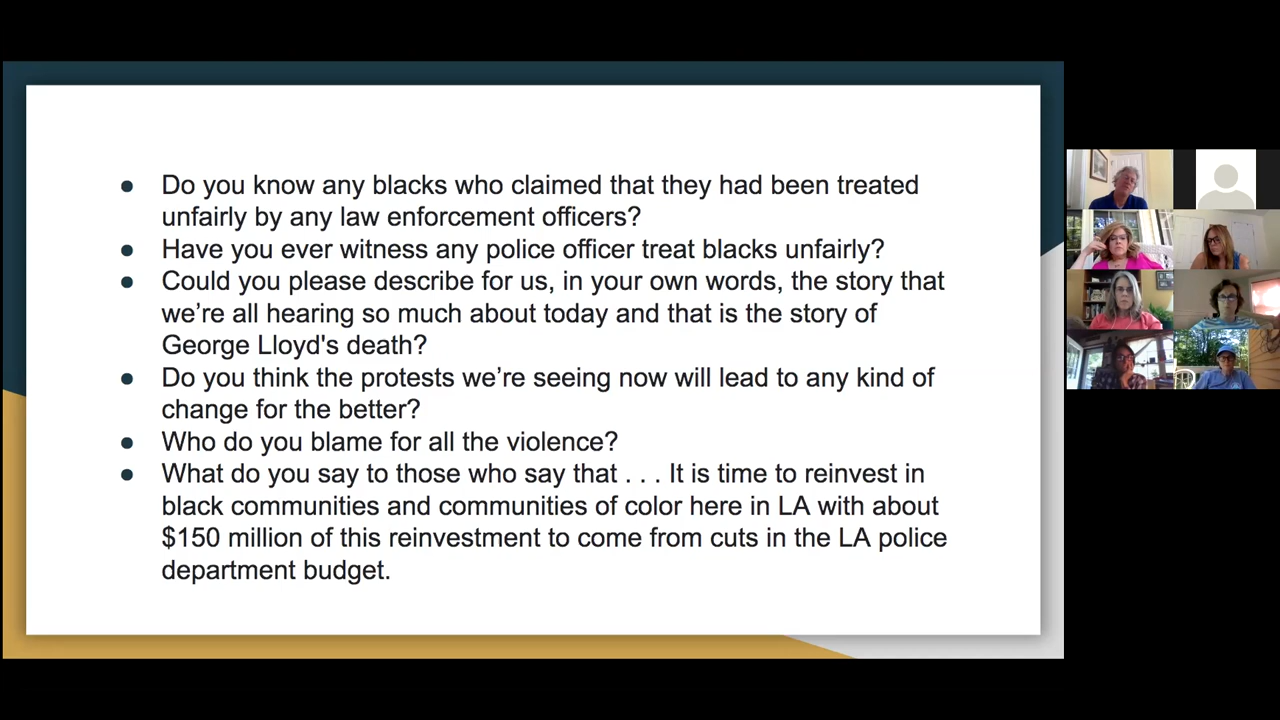 ● Do you know any blacks who claimed that they had been treated
unfairly by any law enforcement officers?
● Have you ever witness any police officer treat blacks unfairly?
● Could you please describe for us, in your own words, the story that
we’re all hearing so much about today and that is the story of
George Lloyd's death?
● Do you think the protests we’re seeing now will lead to any kind of
change for the better?
● Who do you blame for all the violence?
● What do you say to those who say that . . . It is time to reinvest in
black communities and communities of color here in LA with about
$150 million of this reinvestment to come from cuts in the LA police
department budget.